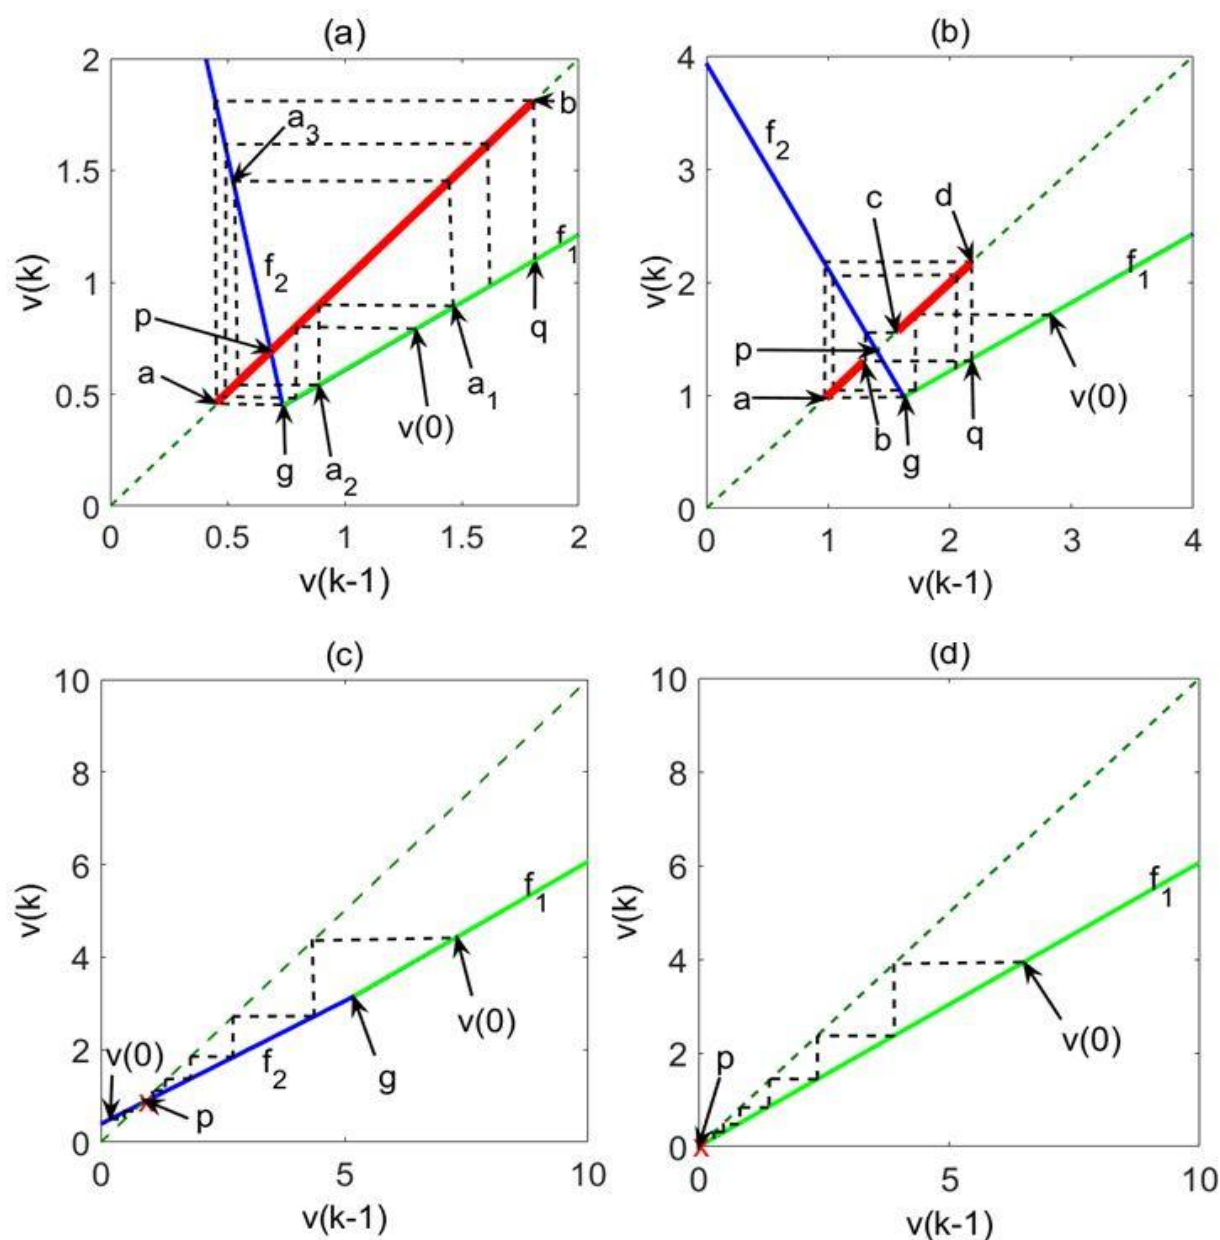 (a)
2
1.5
1
0.5
0
0
0.5
1
1.5
2
v(k)
v(k-1)
a₃
b
f₂
f₁
p
a
q
a₁
v(0)
g
a₂
(b)
4
3
2
1
0
0
1
2
3
4
v(k)
v(k-1)
f₂
c
d
f₁
p
a
b
g
q
v(0)
(c)
10
8
6
4
2
0
0
5
10
v(k)
v(k-1)
f₁
v(0)
v(0)
f₂
g
p
(d)
10
8
6
4
2
0
0
5
10
v(k)
v(k-1)
f₁
v(0)
p